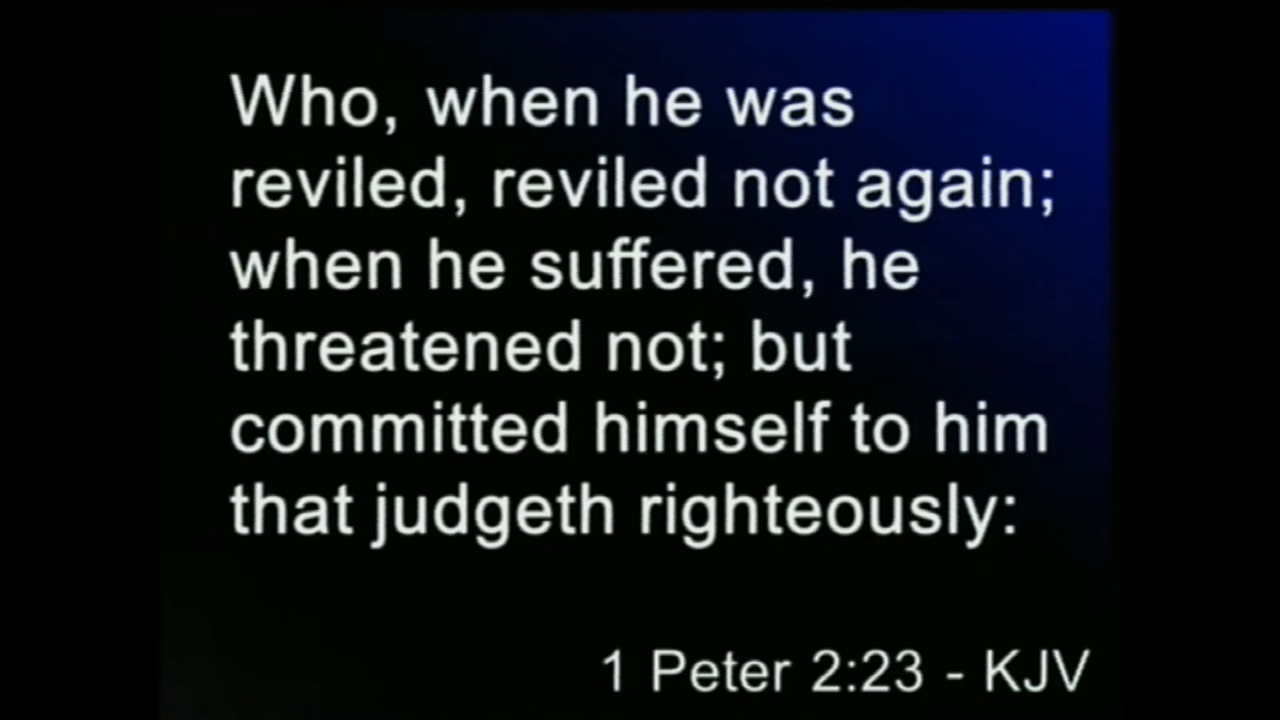 Who, when he was
reviled, reviled not again;
when he suffered, he
threatened not; but
committed himself to him
that judgeth righteously:
1 Peter 2:23 - KJV